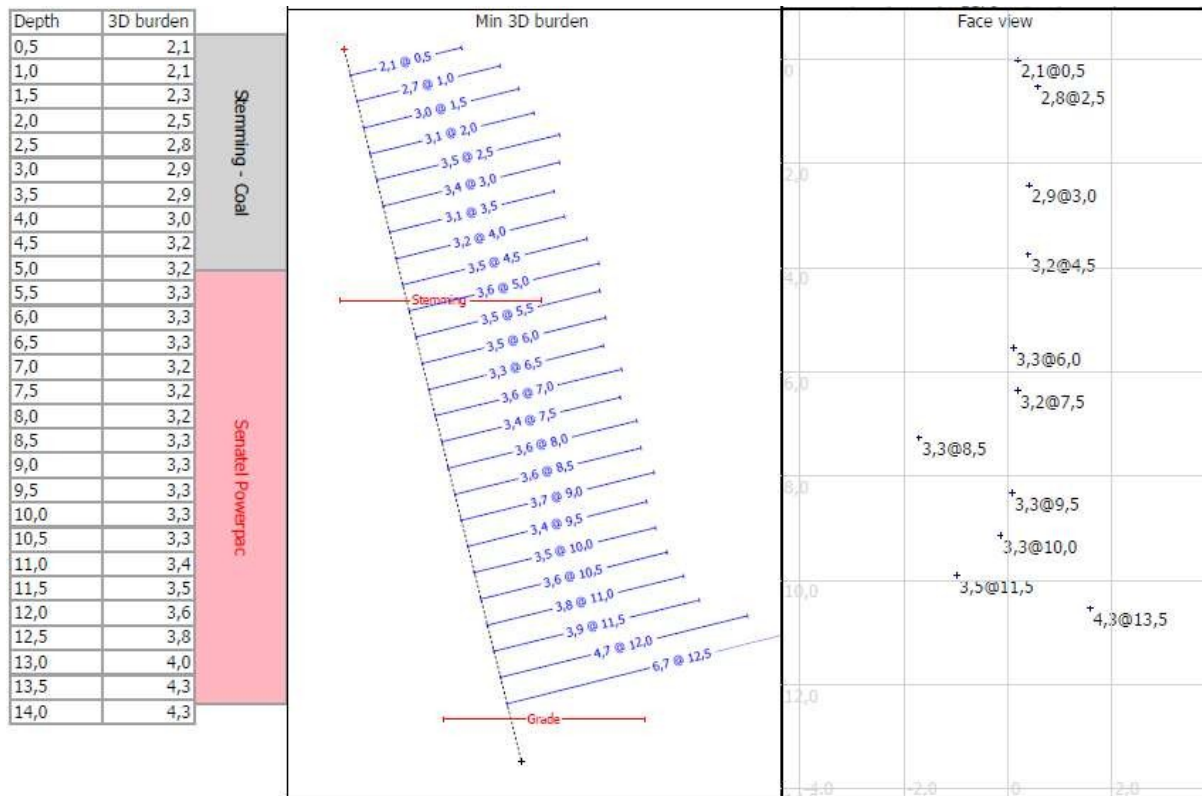 Depth 3D burden
0,5 2,1
1,0 2,1
1,5 2,3
2,0 2,5
2,5 2,8
3,0 2,9
3,5 2,9
4,0 3,0
4,5 3,2
5,0 3,2
5,5 3,3
6,0 3,3
6,5 3,3
7,0 3,2
7,5 3,2
8,0 3,2
8,5 3,3
9,0 3,3
9,5 3,3
10,0 3,3
10,5 3,3
11,0 3,4
11,5 3,5
12,0 3,6
12,5 3,8
13,0 4,0
13,5 4,3
14,0 4,3
Stemming - Coal
Senatel Powerpac
Min 3D burden
2,1 @ 0,5
2,7 @ 1,0
3,0 @ 1,5
3,1 @ 2,0
3,5 @ 2,5
3,4 @ 3,0
3,1 @ 3,5
3,2 @ 4,0
3,5 @ 4,5
3,6 @ 5,0
Stemming
3,5 @ 5,5
3,5 @ 6,0
3,3 @ 6,5
3,6 @ 7,0
3,4 @ 7,5
3,6 @ 8,0
3,6 @ 8,5
3,7 @ 9,0
3,4 @ 9,5
3,5 @ 10,0
3,6 @ 10,5
3,8 @ 11,0
3,9 @ 11,5
4,7 @ 12,0
6,7 @ 12,5
Grade
Face view
0
2,1@0,5
2,8@2,5
2,0
2,9@3,0
3,2@4,5
4,0
3,3@6,0
6,0
3,2@7,5
3,3@8,5
8,0
3,3@9,5
3,3@10,0
10,0
3,5@11,5
4,3@13,5
12,0
-4.0 -2,0 0 2,0